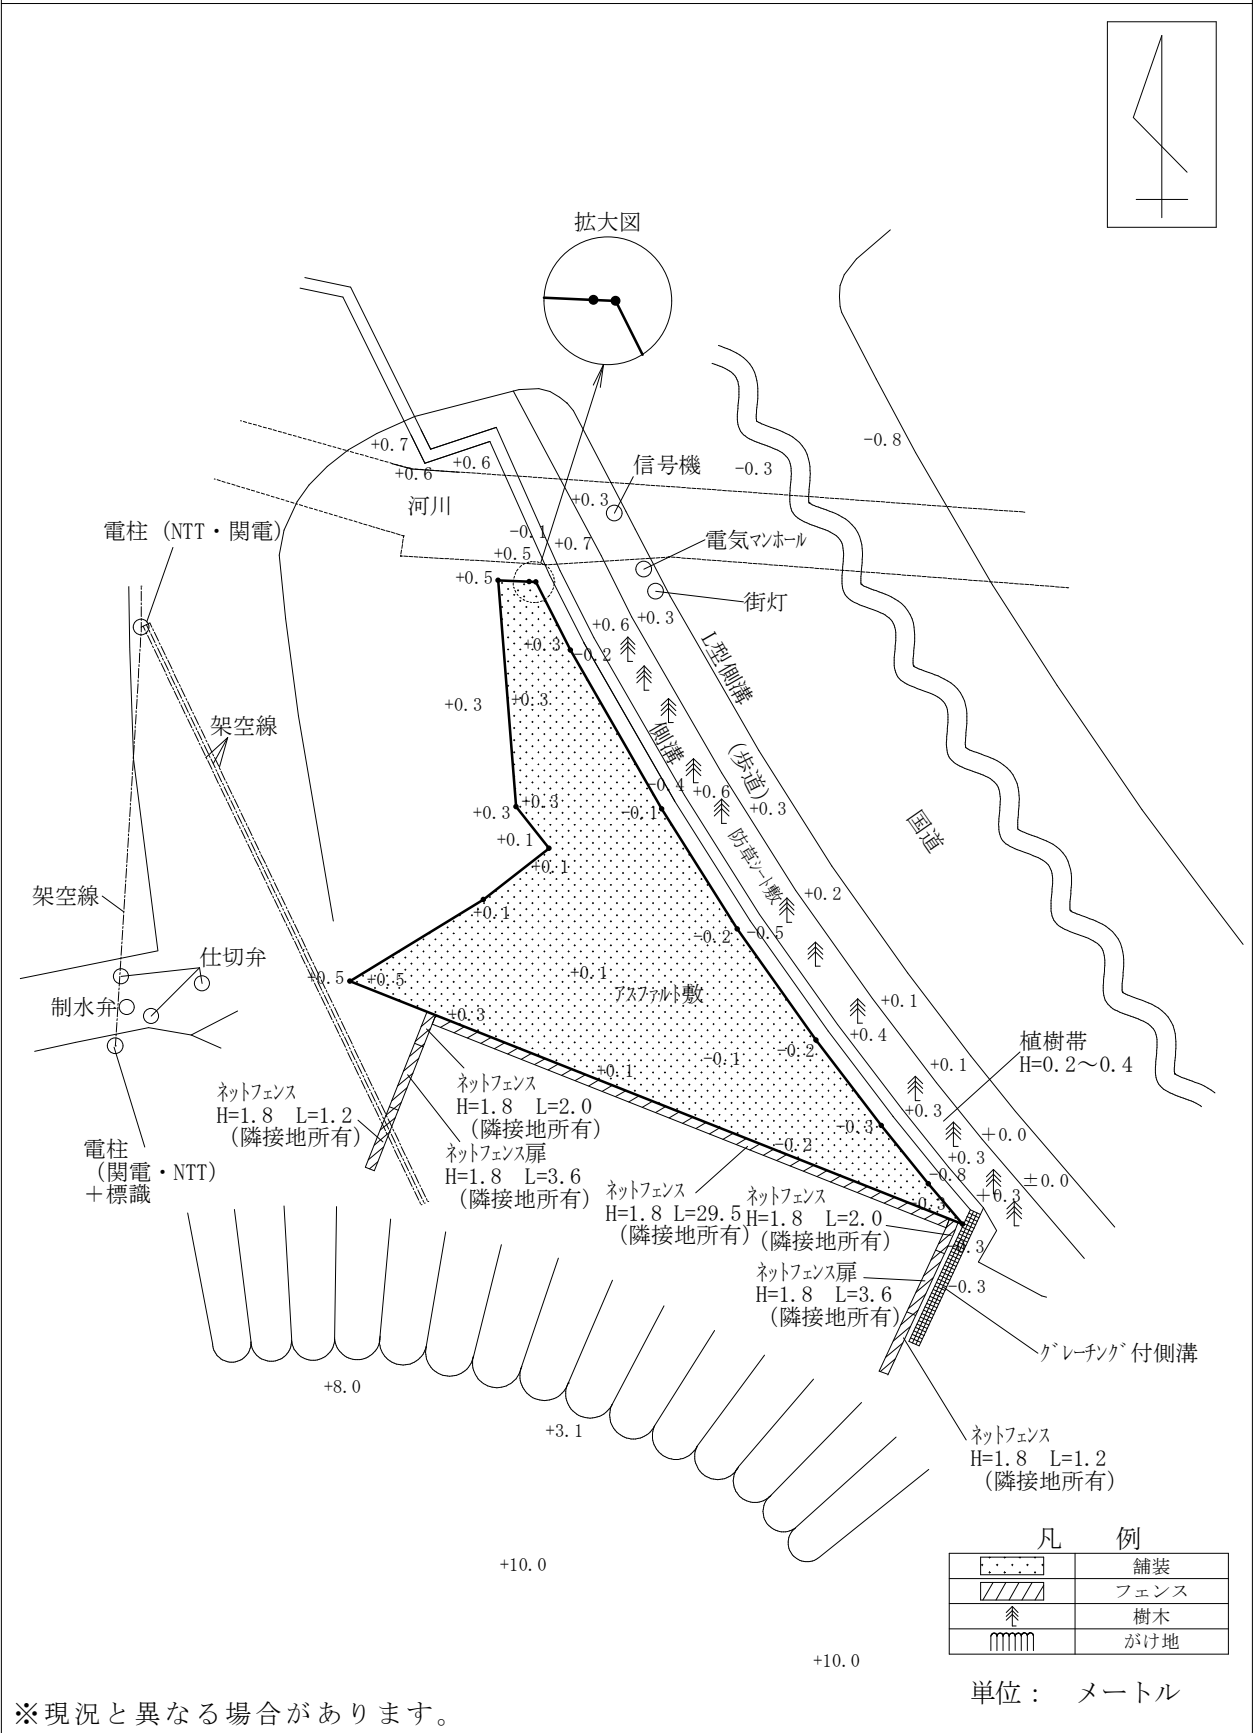 拡大図
+0.7
-0.8
+0.6
+0.6
信号機
-0.3
河川
+0.3
電柱（NTT・関電）
-0.1
+0.7
電気マンホール
+0.5
+0.5
街灯
+0.6
+0.3
+0.3
-0.2
L型側溝
+0.3
+0.3
架空線
側溝
（歩道）
-0.4
+0.6
+0.3
+0.3
+0.3
-0.1
国道
+0.1
防草シート敷
+0.1
架空線
+0.2
+0.1
-0.2
-0.5
仕切弁
+0.5
+0.5
+0.1
アスファルト敷
制水弁
+0.3
+0.1
+0.4
植樹帯
H=0.2～0.4
-0.2
-0.1
+0.1
+0.1
ネットフェンス
H=1.8　L=1.2
（隣接地所有）
ネットフェンス
H=1.8　L=2.0
（隣接地所有）
+0.3
-0.3
+0.0
電柱
（関電・NTT）
＋標識
-0.2
+0.3
ネットフェンス扉
H=1.8　L=3.6
（隣接地所有）
-0.8
±0.0
ネットフェンス
H=1.8 L=29.5
（隣接地所有）
ネットフェンス
H=1.8　L=2.0
（隣接地所有）
-0.3
+0.3
-0.3
ネットフェンス扉
H=1.8　L=3.6
（隣接地所有）
-0.3
グレーチング付側溝
+8.0
+3.1
ネットフェンス
H=1.8　L=1.2
（隣接地所有）
+10.0
凡　例
舗装
フェンス
樹木
がけ地
+10.0
単位：　メートル
※現況と異なる場合があります。